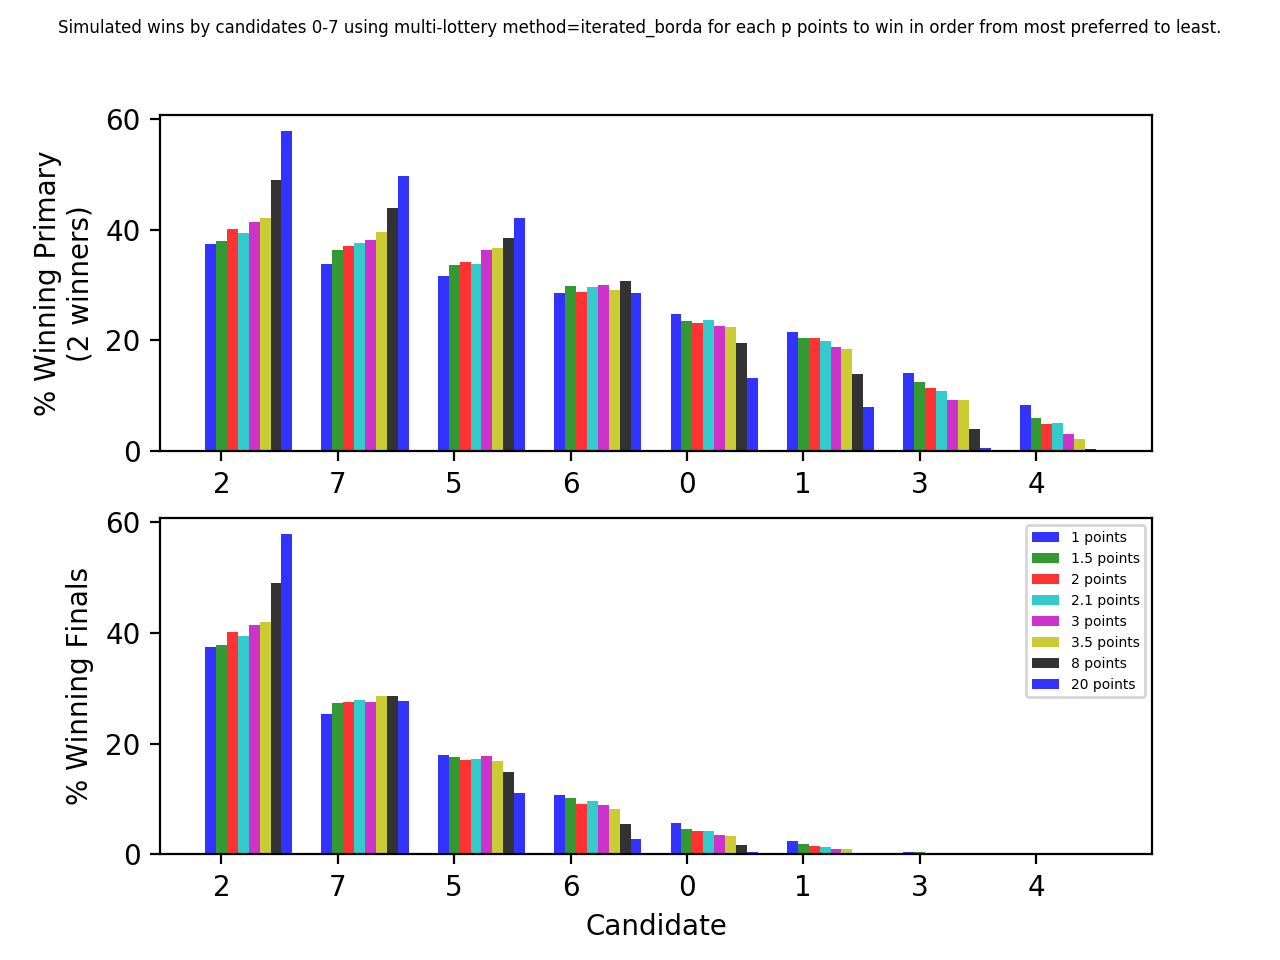 Simulated wins by candidates 0-7 using multi-lottery method=iterated_borda for each p points to win in order from most preferred to least.
% Winning Primary
(2 winners)
60
40
20
0
2 7 5 6 0 1 3 4
% Winning Finals
60
40
20
0
1 points
1.5 points
2 points
2.1 points
3 points
3.5 points
8 points
20 points
2 7 5 6 0 1 3 4
Candidate